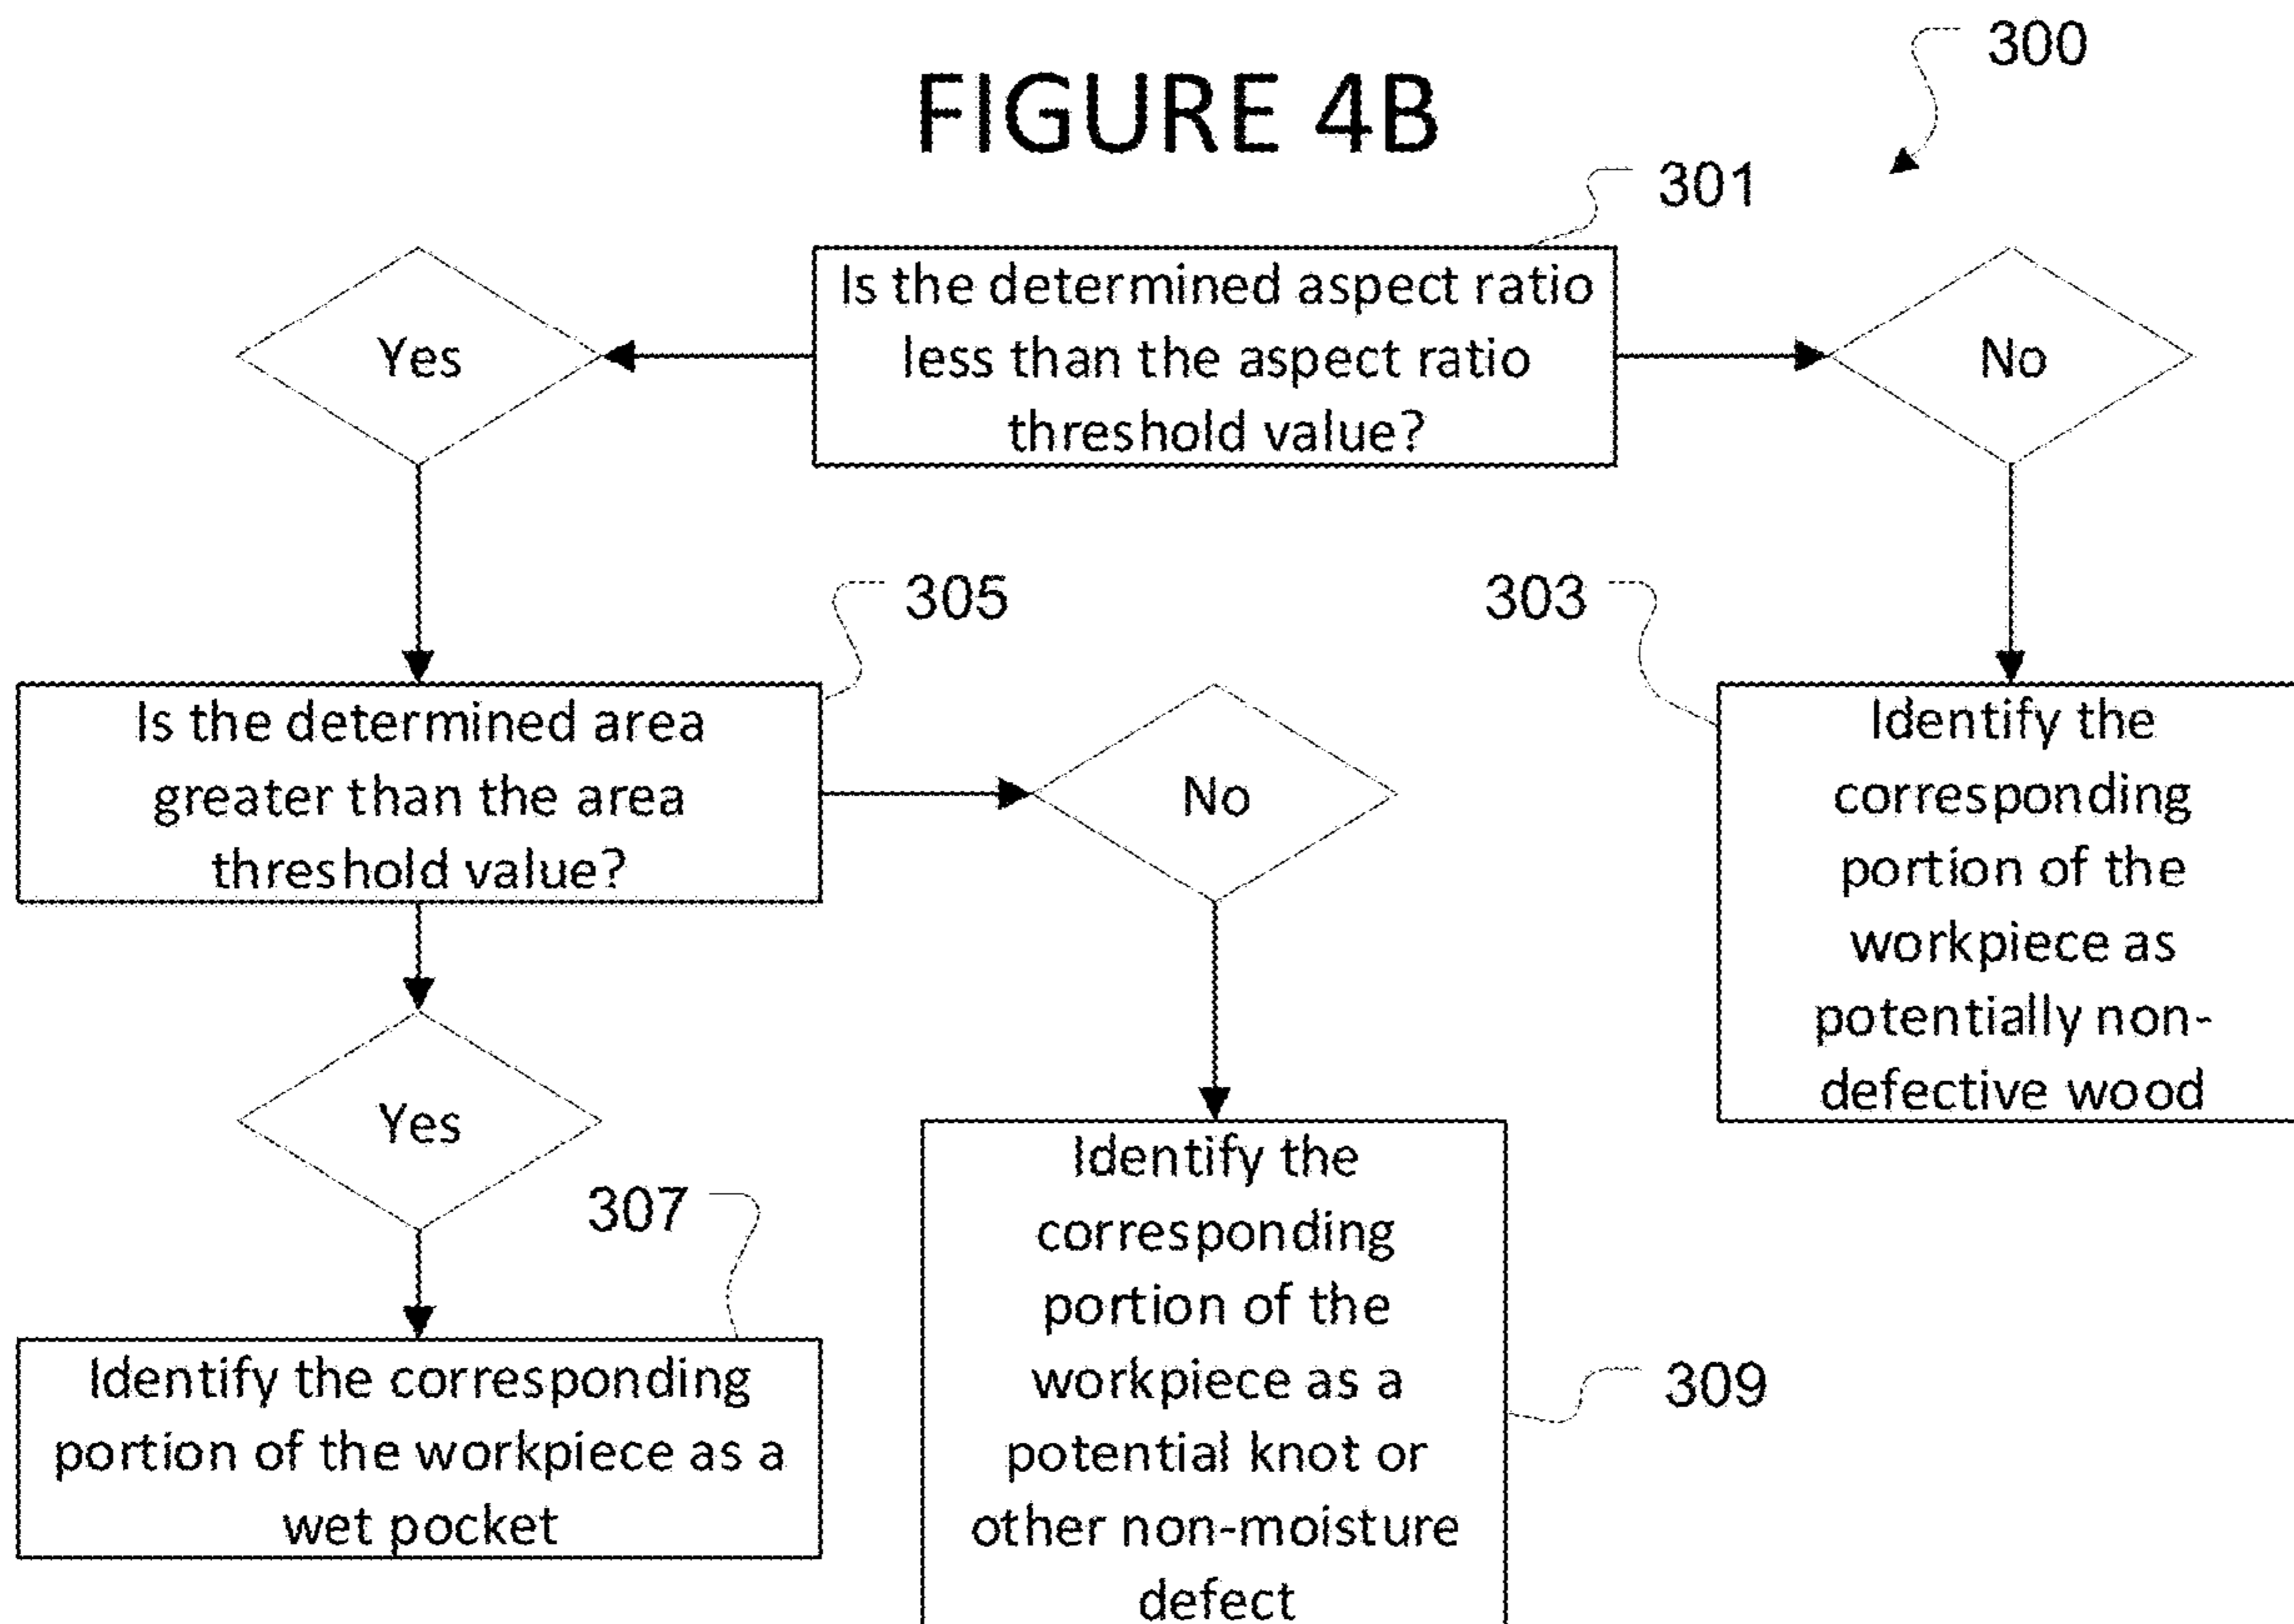 300
FIGURE 4B
301
Is the determined aspect ratio
less than the aspect ratio
threshold value?
Yes
No
305
303
Is the determined area
greater than the area
threshold value?
No
Identify the
corresponding
portion of the
workpiece as
potentially non-
defective wood
Yes
307
Identify the corresponding
portion of the workpiece as a
wet pocket
Identify the
corresponding
portion of the
workpiece as a
potential knot or
other non-moisture
defect
309